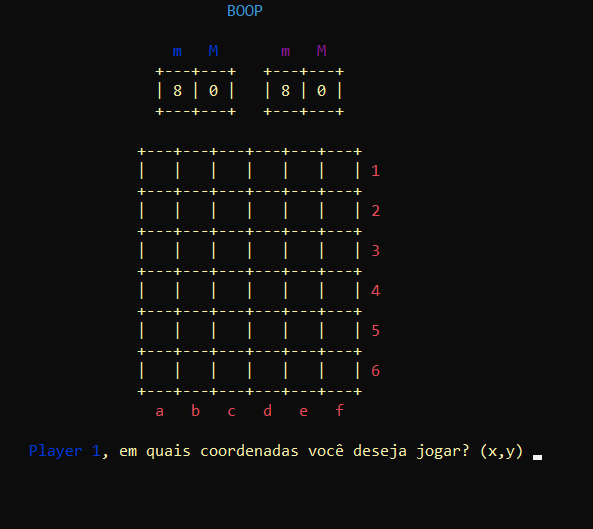 BOOP
m M m M
+---+---+ +---+---+
| 8 | 0 | | 8 | 0 |
+---+---+ +---+---+
+---+---+---+---+---+---+
| | | | | | | 1
+---+---+---+---+---+---+
| | | | | | | 2
+---+---+---+---+---+---+
| | | | | | | 3
+---+---+---+---+---+---+
| | | | | | | 4
+---+---+---+---+---+---+
| | | | | | | 5
+---+---+---+---+---+---+
| | | | | | | 6
+---+---+---+---+---+---+
a b c d e f
Player 1, em quais coordenadas você deseja jogar? (x,y) _